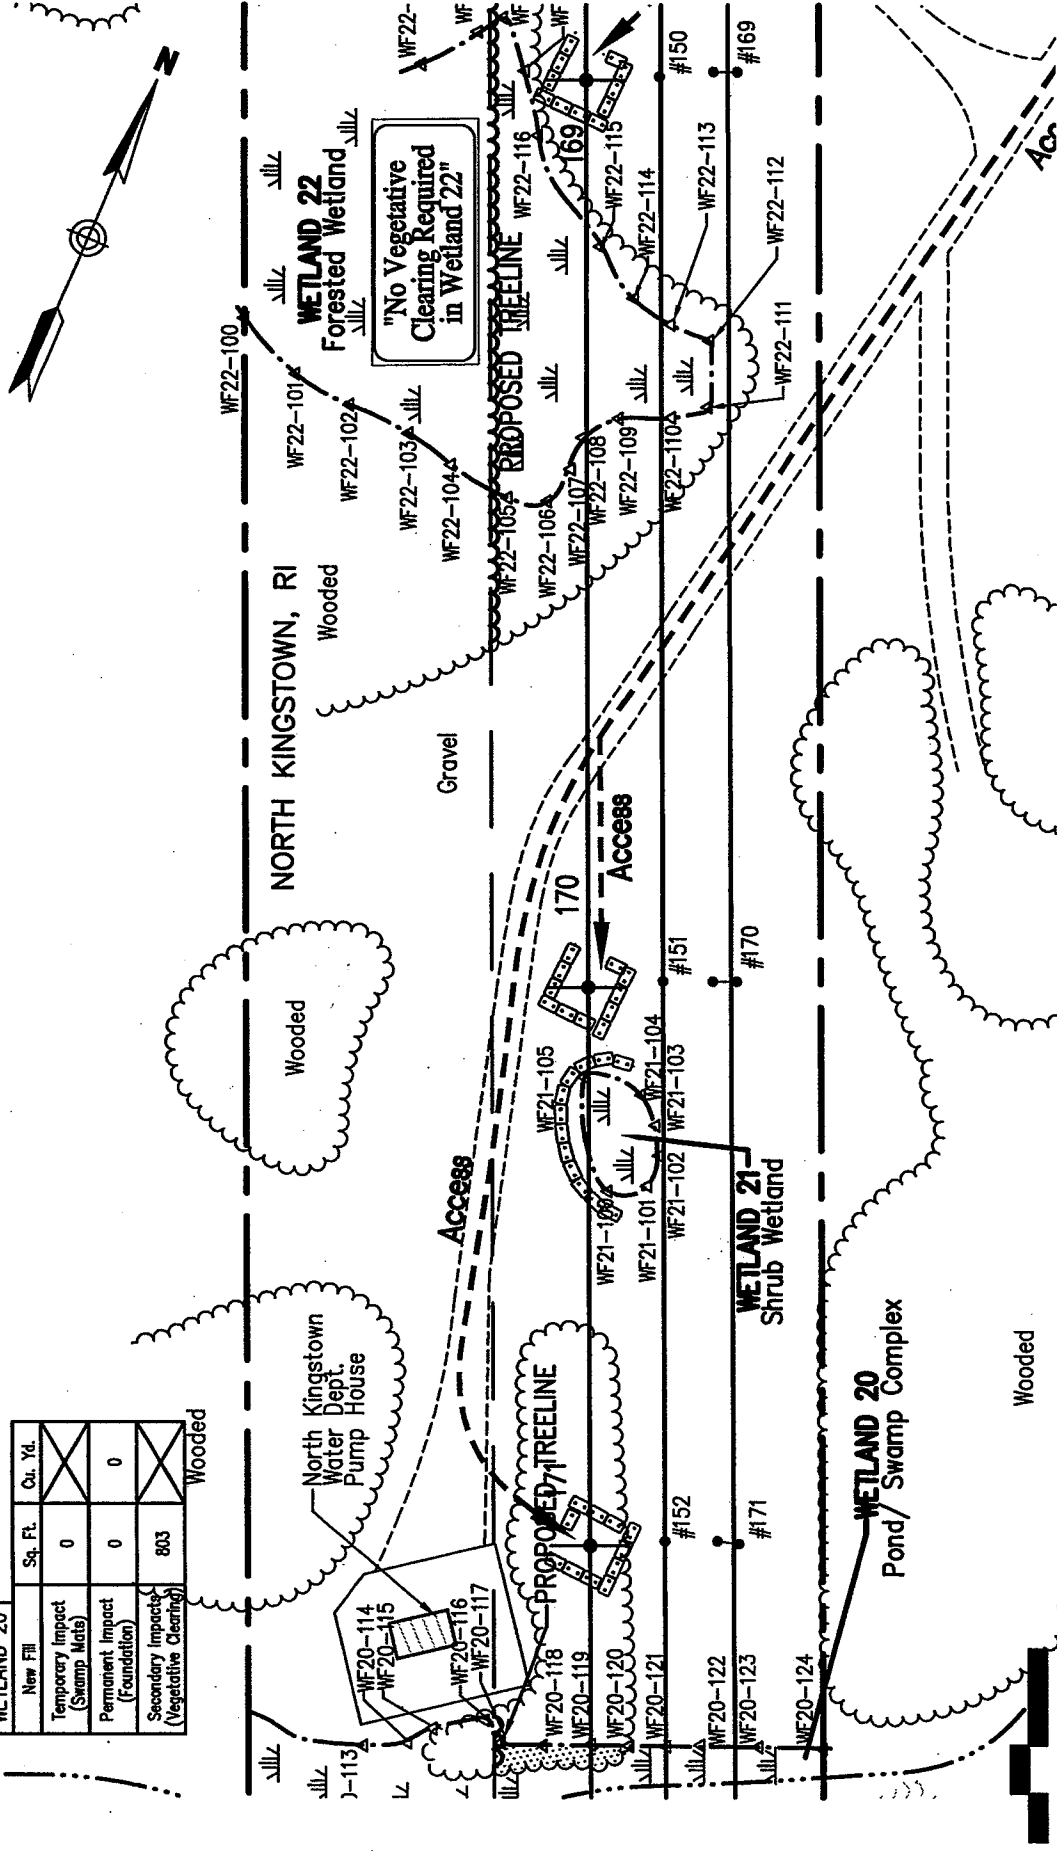 WETLAND 20
New Fill
Sq. Ft.
Cu. Yd.
Temporary Impact
(Swamp Mats)
0
Permanent Impact
(Foundation)
0
0
Secondary Impacts
(Vegetative Clearing)
803
N
WETLAND 22
Forested Wetland
"No Vegetative
Clearing Required
in Wetland 22"
PROPOSED TREELINE
NORTH KINGSTOWN, RI
Wooded
Gravel
Wooded
Wooded
Wooded
North Kingstown
Water Dept.
Pump House
Access
Access
WF22-
WF
WF
WF
WF22-100
WF22-101
WF22-102
WF22-103
WF22-104
WF22-105
WF22-106
WF22-107
WF22-108
WF22-109
WF22-110
WF22-111
WF22-112
WF22-113
WF22-114
WF22-115
WF22-116
169
#150
#169
170
#151
#170
WF21-105
WF21-104
WF21-103
WF21-102
WF21-101
WETLAND 21
Shrub Wetland
PROPOSED TREELINE
171
#152
#171
WETLAND 20
Pond/ Swamp Complex
-113
WF20-114
WF20-115
WF20-116
WF20-117
WF20-118
WF20-119
WF20-120
WF20-121
WF20-122
WF20-123
WF20-124